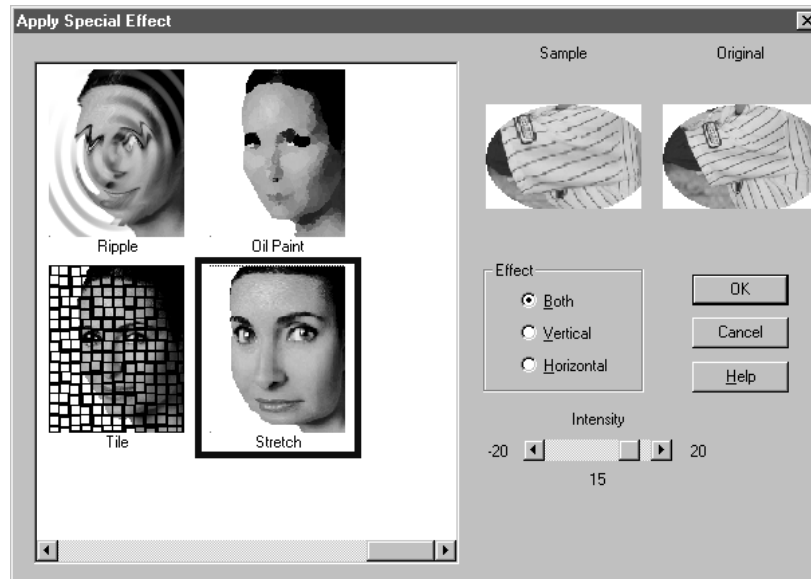 Apply Special Effect
Sample
Original
Ripple
Oil Paint
Tile
Stretch
Effect
Both
Vertical
Horizontal
OK
Cancel
Help
Intensity
-20
20
15